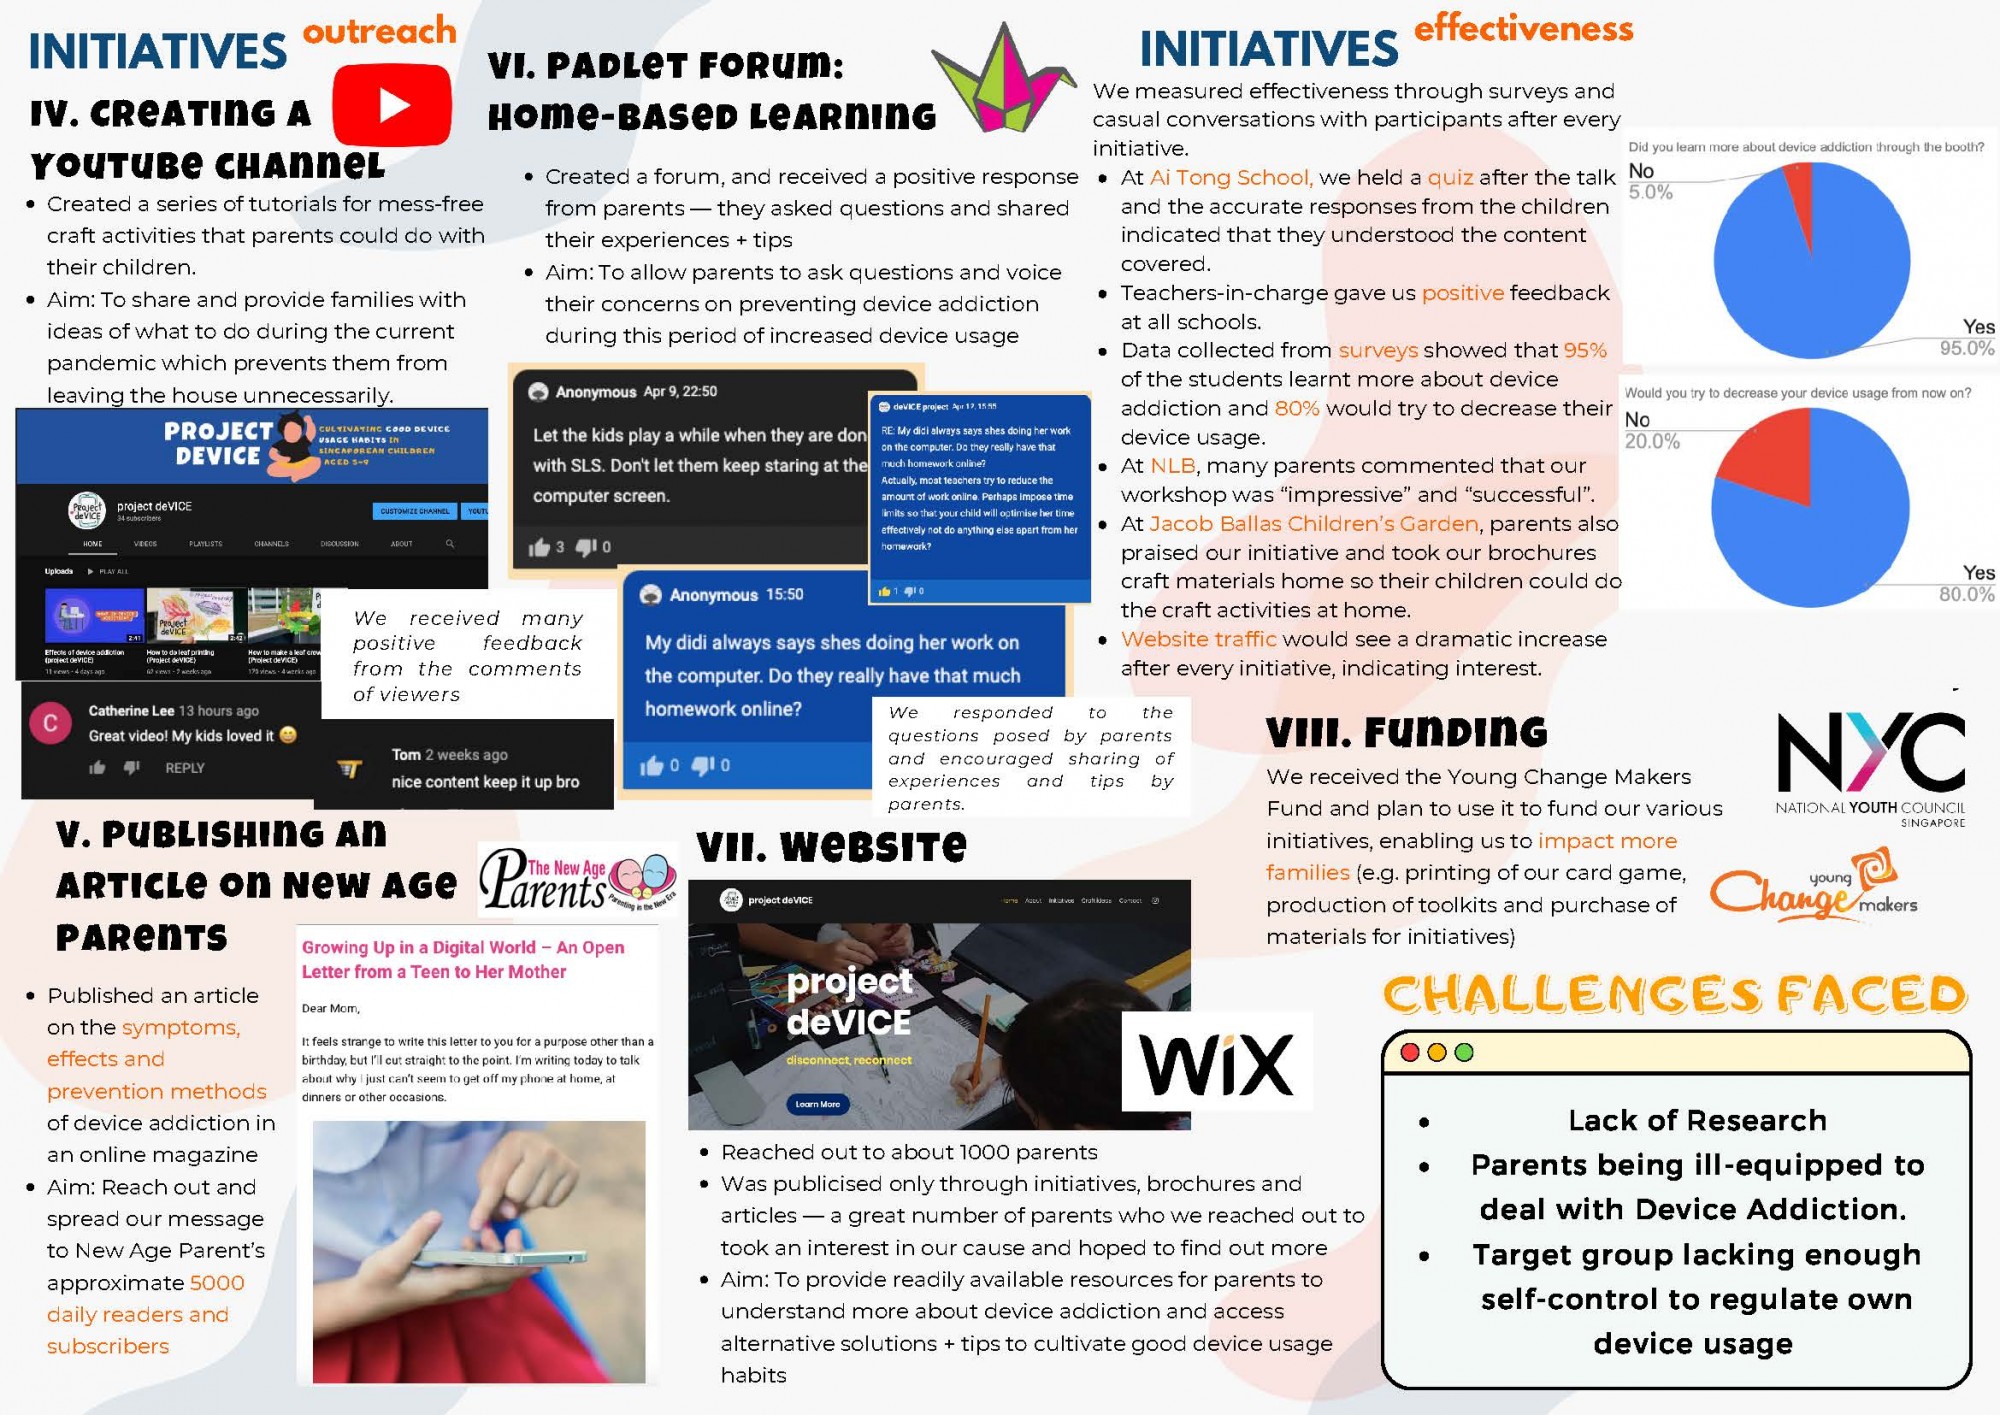 INITIATIVES outreach
IV. CREATING A
YOUTUBE CHANNEL
• Created a series of tutorials for mess-free
craft activities that parents could do with
their children.
• Aim: To share and provide families with
ideas of what to do during the current
pandemic which prevents them from
leaving the house unnecessarily.
PROJECT
DEVICE
CULTIVATING GOOD DEVICE
USAGE HABITS IN
SINGAPOREAN CHILDREN
AGED 5-9
Project
deVICE
project deVICE
34 subscribers
CUSTOMIZE CHANNEL
YOUTU
HOME VIDEOS PLAYLISTS CHANNELS DISCUSSION ABOUT
Uploads PLAY ALL
2:41
2:42
Effects of device addiction
(project deVICE)
11 views • 4 days ago
How to do leaf printing
(Project deVICE)
62 views • 2 weeks ago
How to make a leaf crow
(Project deVICE)
170 views • 4 weeks ago
We received many
positive feedback
from the comments
of viewers
C
Catherine Lee 13 hours ago
Great video! My kids loved it 😄
REPLY
Tom 2 weeks ago
nice content keep it up bro
V. PUBLISHING AN
ARTICLE ON NEW AGE
PARENTS
The New Age
Parents
Parenting in the New Era
• Published an article
on the symptoms,
effects and
prevention methods
of device addiction in
an online magazine
• Aim: Reach out and
spread our message
to New Age Parent's
approximate 5000
daily readers and
subscribers
Growing Up in a Digital World – An Open
Letter from a Teen to Her Mother
Dear Mom,
It feels strange to write this letter to you for a purpose other than a
birthday, but I'll cut straight to the point. I'm writing today to talk
about why I just can't seem to get off my phone at home, at
dinners or other occasions.
VI. PADLET FORUM:
HOME-BASED LEARNING
• Created a forum, and received a positive response
from parents — they asked questions and shared
their experiences + tips
• Aim: To allow parents to ask questions and voice
their concerns on preventing device addiction
during this period of increased device usage
Anonymous Apr 9, 22:50
Let the kids play a while when they are don
with SLS. Don't let them keep staring at the
computer screen.
3 0
deVICE project Apr 12, 15:55
RE: My didi always says shes doing her work
on the computer. Do they really have that
much homework online?
Actually, most teachers try to reduce the
amount of work online. Perhaps impose time
limits so that your child will optimise her time
effectively not do anything else apart from her
homework?
1 0
Anonymous 15:50
My didi always says shes doing her work on
the computer. Do they really have that much
homework online?
0 0
We responded to the
questions posed by parents
and encouraged sharing of
experiences and tips by
parents.
VII. WEBSITE
project deVICE
Home About Initiatives Craft Ideas Contact
project
deVICE
disconnect, reconnect
Learn More
WiX
• Reached out to about 1000 parents
• Was publicised only through initiatives, brochures and
articles — a great number of parents who we reached out to
took an interest in our cause and hoped to find out more
• Aim: To provide readily available resources for parents to
understand more about device addiction and access
alternative solutions + tips to cultivate good device usage
habits
INITIATIVES effectiveness
We measured effectiveness through surveys and
casual conversations with participants after every
initiative.
• At Ai Tong School, we held a quiz after the talk
and the accurate responses from the children
indicated that they understood the content
covered.
• Teachers-in-charge gave us positive feedback
at all schools.
• Data collected from surveys showed that 95%
of the students learnt more about device
addiction and 80% would try to decrease their
device usage.
• At NLB, many parents commented that our
workshop was “impressive” and “successful”.
• At Jacob Ballas Children's Garden, parents also
praised our initiative and took our brochures
craft materials home so their children could do
the craft activities at home.
• Website traffic would see a dramatic increase
after every initiative, indicating interest.
Did you learn more about device addiction through the booth?
No
5.0%
Yes
95.0%
Would you try to decrease your device usage from now on?
No
20.0%
Yes
80.0%
VIII. FUNDING
We received the Young Change Makers
Fund and plan to use it to fund our various
initiatives, enabling us to impact more
families (e.g. printing of our card game,
production of toolkits and purchase of
materials for initiatives)
NYC
NATIONAL YOUTH COUNCIL
SINGAPORE
young
Change makers
CHALLENGES FACED
• Lack of Research
• Parents being ill-equipped to
deal with Device Addiction.
• Target group lacking enough
self-control to regulate own
device usage